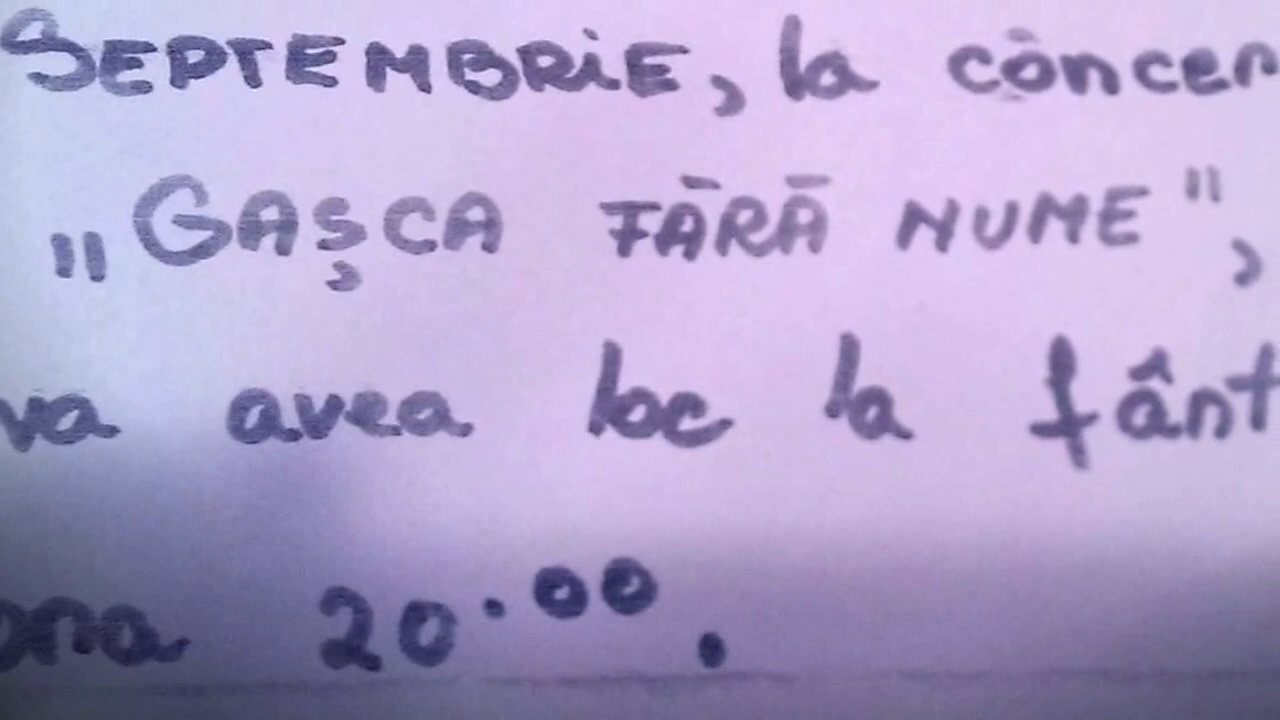 SEPTEMBRIE, la concer
„GAȘCA FĂRĂ NUME",
va avea loc la fânt
ora 20.00.